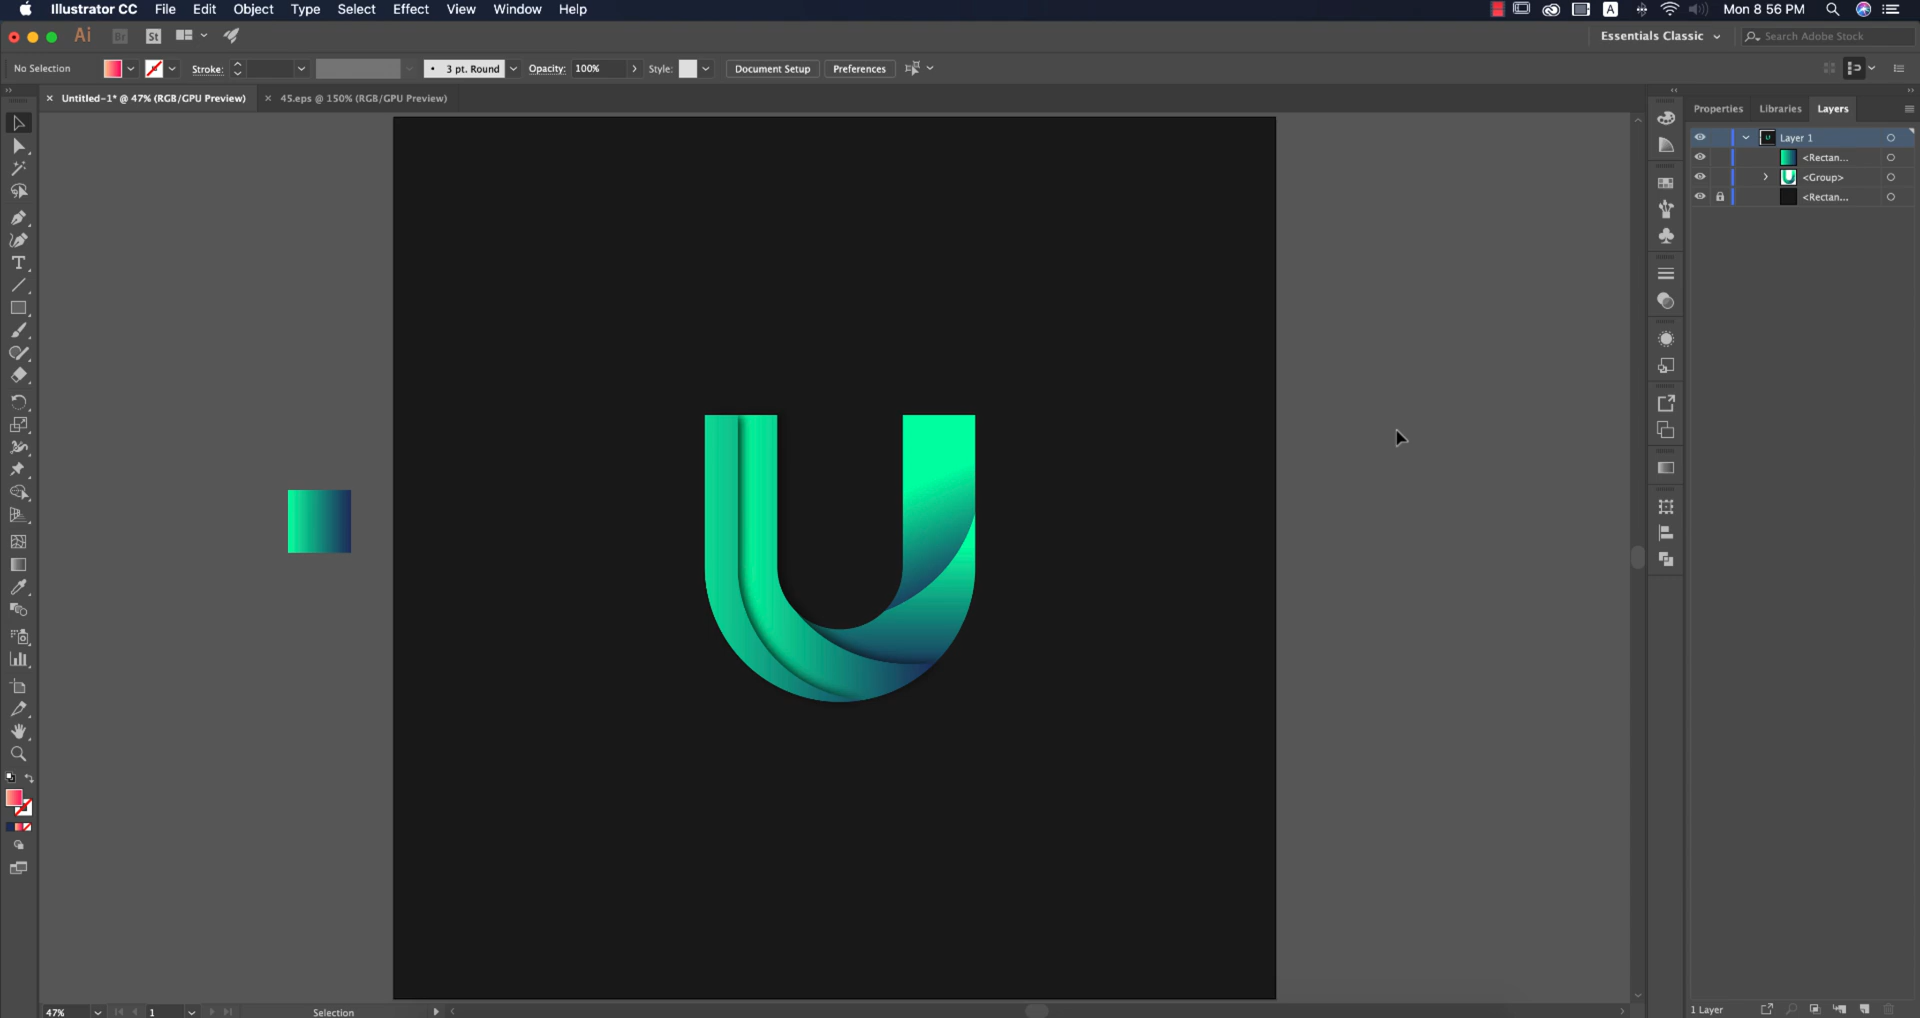 Illustrator CC File Edit Object Type Select Effect View Window Help A Mon 8 56 PM
Ai Br St Essentials Classic Search Adobe Stock
No Selection Stroke: • 3 pt. Round Opacity: 100% Style: Document Setup Preferences
× Untitled-1* @ 47% (RGB/GPU Preview) × 45.eps @ 150% (RGB/GPU Preview)
Properties Libraries Layers
Layer 1
<Rectan...
<Group>
<Rectan...
U
47% 1 Selection 1 Layer